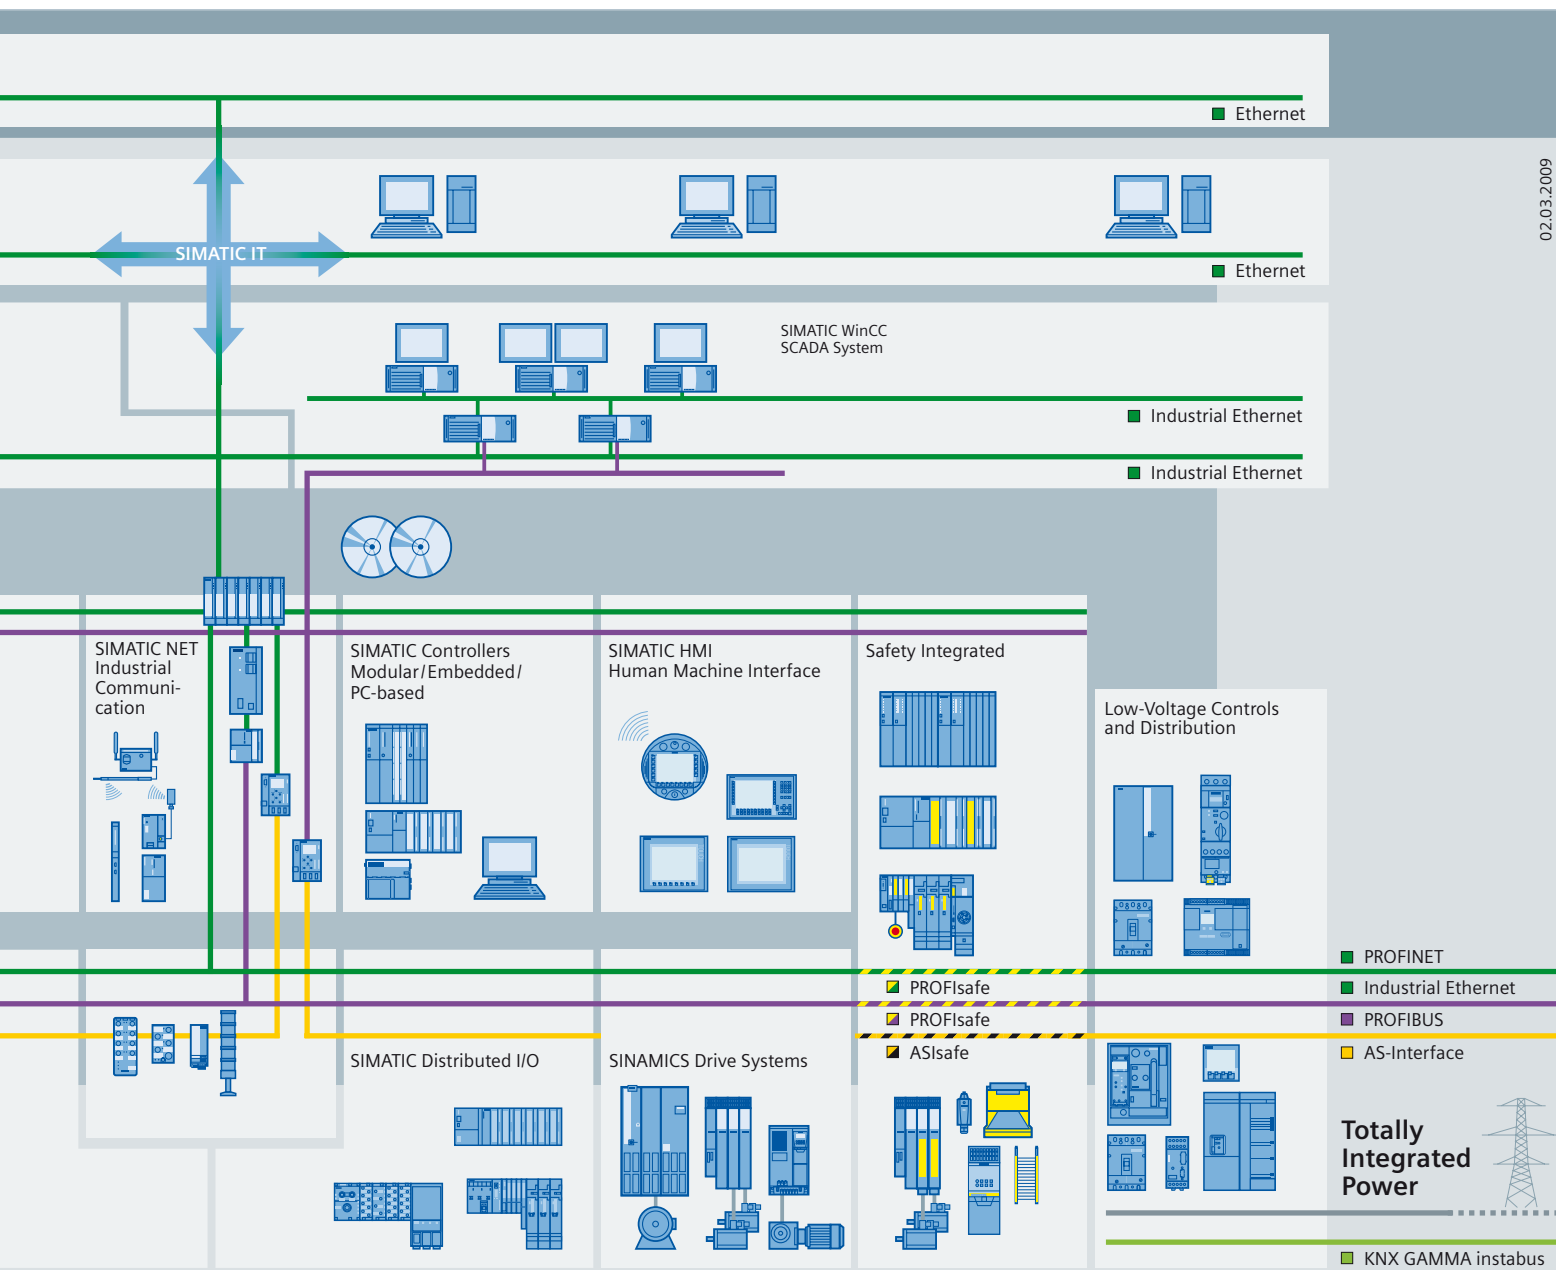 Ethernet
02.03.2009
SIMATIC IT
Ethernet
SIMATIC WinCC
SCADA System
Industrial Ethernet
Industrial Ethernet
SIMATIC NET
Industrial
Communi-
cation
SIMATIC Controllers
Modular/Embedded/
PC-based
SIMATIC HMI
Human Machine Interface
Safety Integrated
Low-Voltage Controls
and Distribution
PROFINET
PROFIsafe
Industrial Ethernet
PROFIsafe
PROFIBUS
ASIsafe
AS-Interface
SIMATIC Distributed I/O
SINAMICS Drive Systems
Totally
Integrated
Power
KNX GAMMA instabus